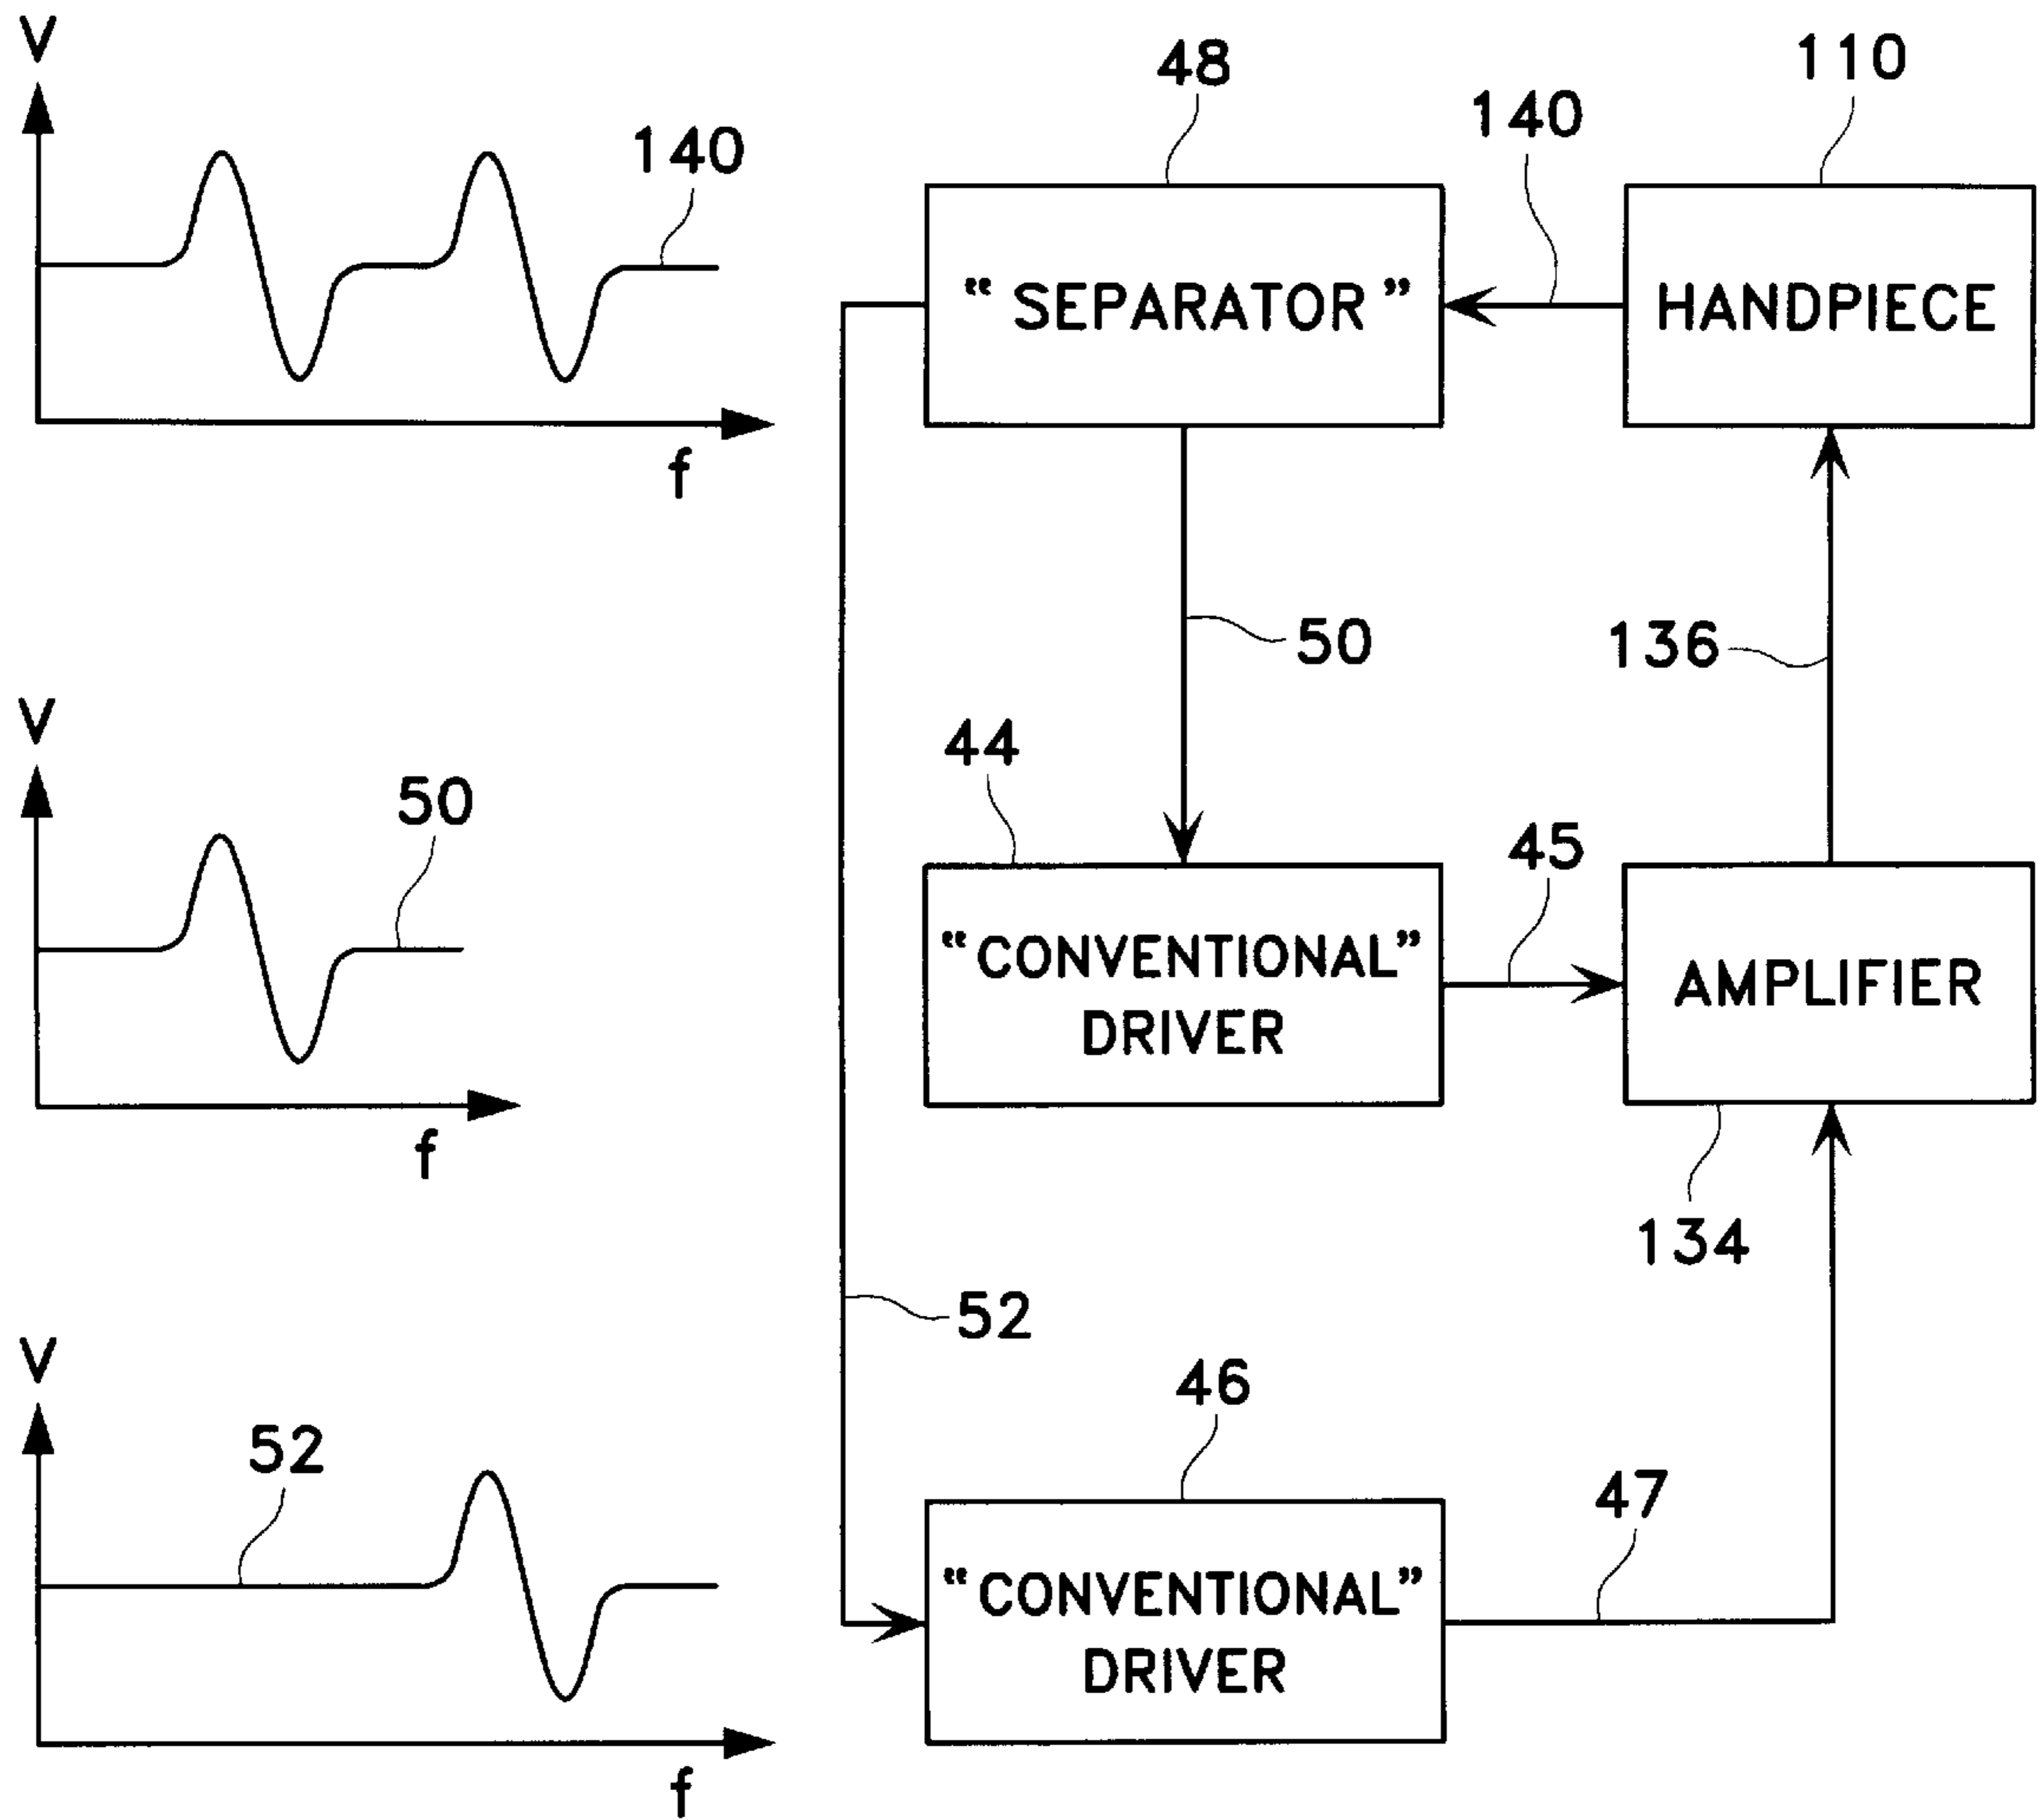 V
140
f
48
140
110
“ SEPARATOR ”
HANDPIECE
50
136
V
50
f
44
45
“CONVENTIONAL”
DRIVER
AMPLIFIER
134
52
V
52
f
46
47
“CONVENTIONAL”
DRIVER